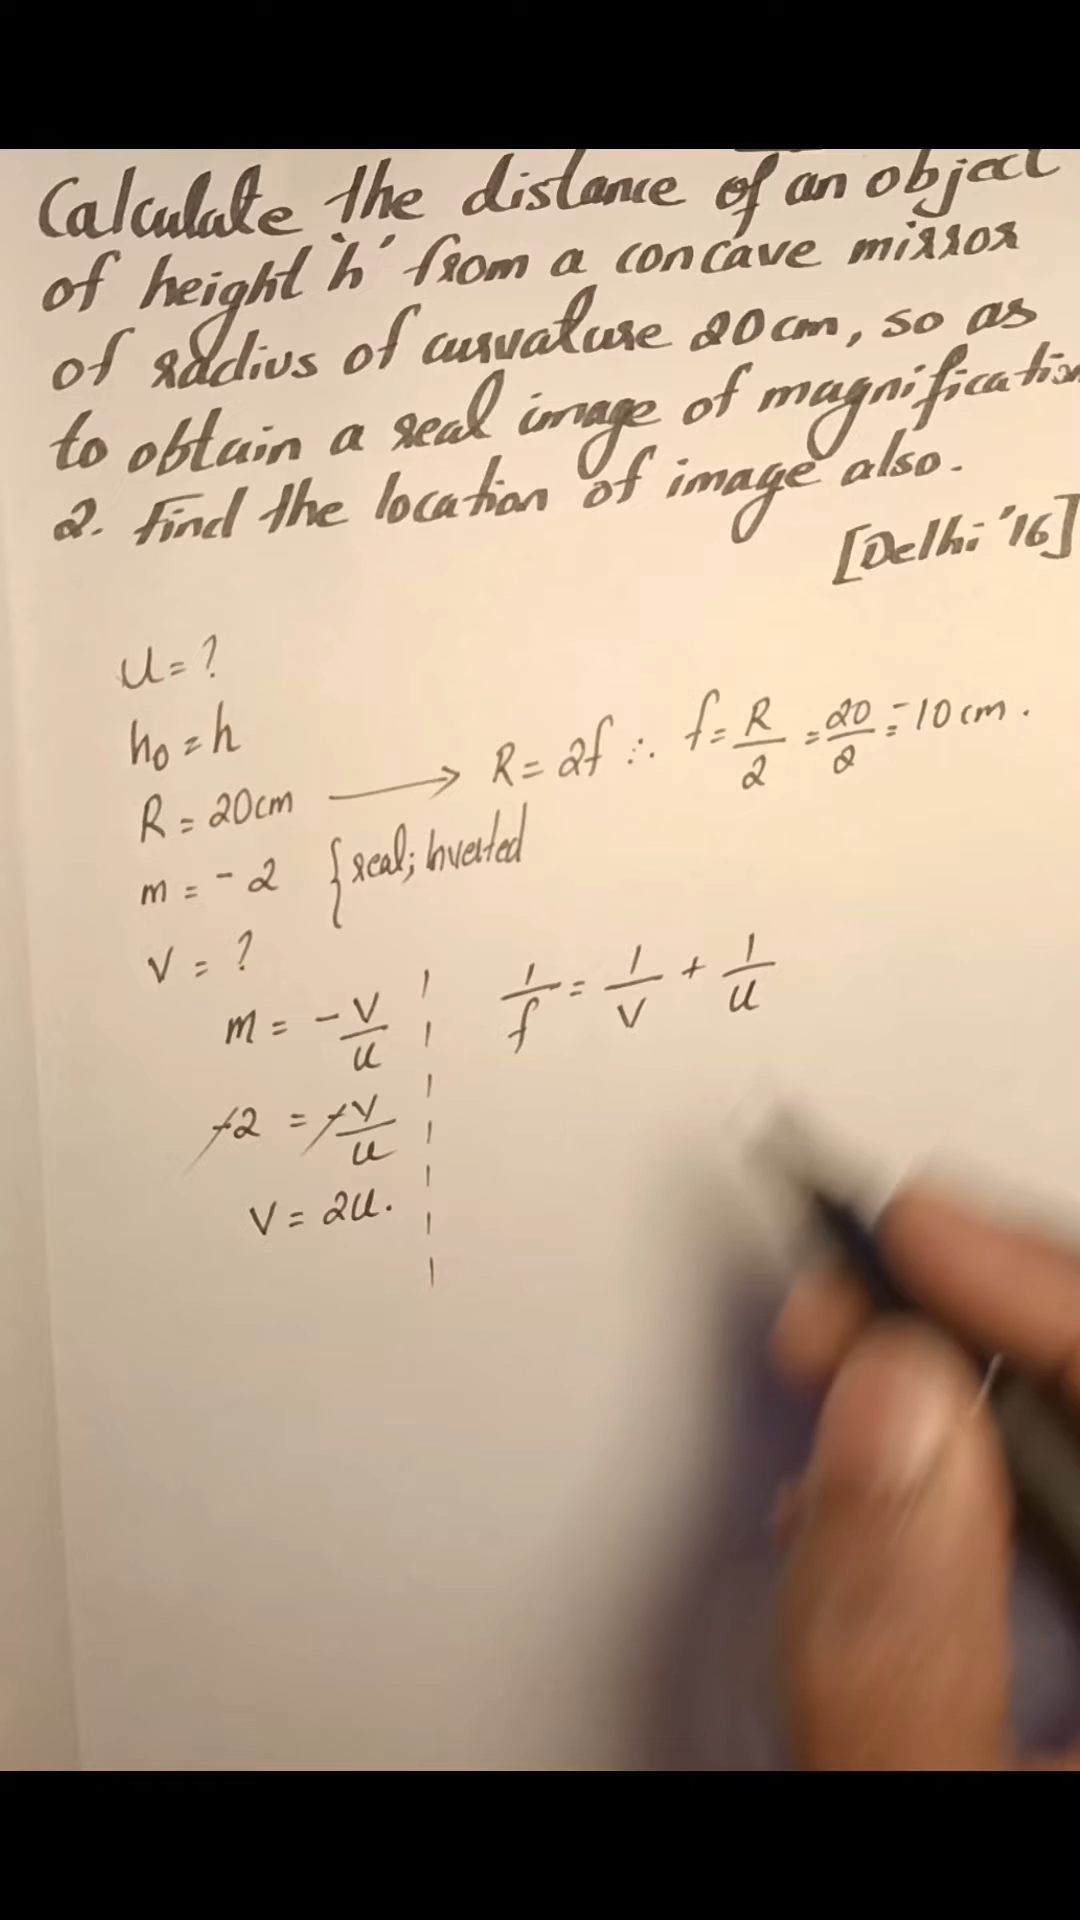 Calculate the distance of an object
of height 'h' from a concave mirror
of radius of curvature 20cm, so as
to obtain a real image of magnification
2. Find the location of image also.
[Delhi '16]
u = ?
h₀ = h
R = 20cm → R = 2f ∴ f = R/2 = 20/2 = -10 cm.
m = -2 { real; Inverted
v = ?
m = -v/u
1/f = 1/v + 1/u
-2 = -v/u
v = 2u.